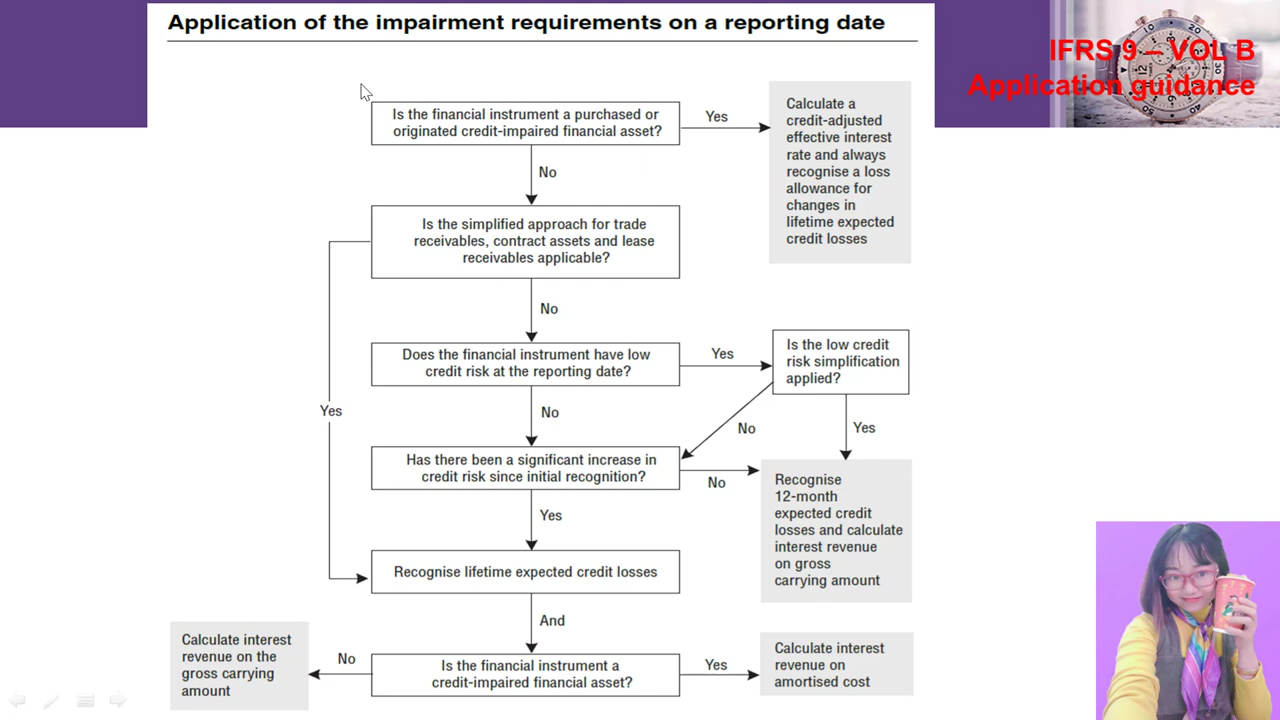 Application of the impairment requirements on a reporting date
IFRS 9 – VOL B
Application guidance
Is the financial instrument a purchased or
originated credit-impaired financial asset?
Yes
Calculate a
credit-adjusted
effective interest
rate and always
recognise a loss
allowance for
changes in
lifetime expected
credit losses
No
Is the simplified approach for trade
receivables, contract assets and lease
receivables applicable?
No
Does the financial instrument have low
credit risk at the reporting date?
Yes
Is the low credit
risk simplification
applied?
Yes
No
No
Yes
Has there been a significant increase in
credit risk since initial recognition?
No
Recognise
12-month
expected credit
losses and calculate
interest revenue
on gross
carrying amount
Yes
Recognise lifetime expected credit losses
And
Calculate interest
revenue on the
gross carrying
amount
No
Is the financial instrument a
credit-impaired financial asset?
Yes
Calculate interest
revenue on
amortised cost